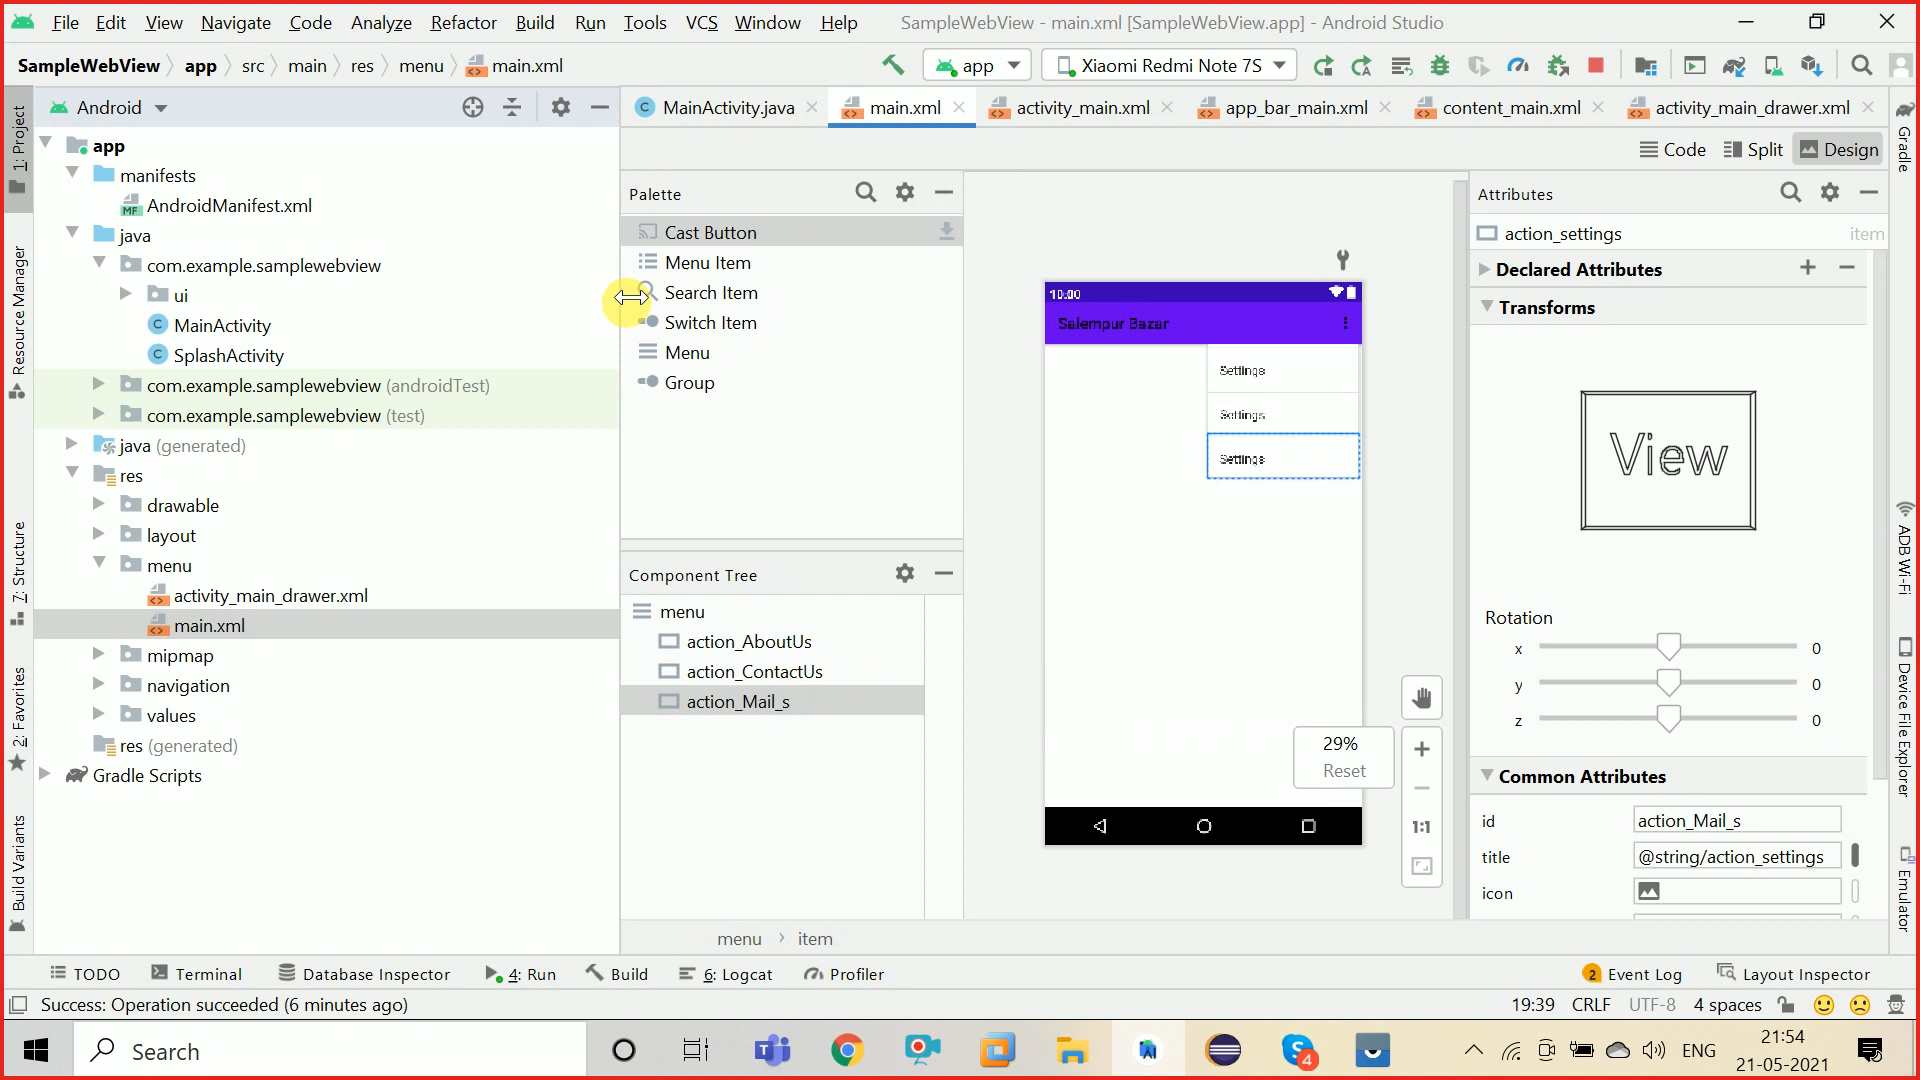 File Edit View Navigate Code Analyze Refactor Build Run Tools VCS Window Help SampleWebView - main.xml [SampleWebView.app] - Android Studio
SampleWebView app src main res menu main.xml app Xiaomi Redmi Note 7S
Android
MainActivity.java main.xml activity_main.xml app_bar_main.xml content_main.xml activity_main_drawer.xml
Code Split Design
1: Project
Resource Manager
7: Structure
2: Favorites
Build Variants
app
manifests
MF AndroidManifest.xml
java
com.example.samplewebview
ui
C MainActivity
C SplashActivity
com.example.samplewebview (androidTest)
com.example.samplewebview (test)
java (generated)
res
drawable
layout
menu
activity_main_drawer.xml
main.xml
mipmap
navigation
values
res (generated)
Gradle Scripts
Palette
Cast Button
Menu Item
Search Item
Switch Item
Menu
Group
Component Tree
menu
action_AboutUs
action_ContactUs
action_Mail_s
10:00
Salempur Bazar
Settings
Settings
Settings
29%
Reset
1:1
Attributes
action_settings item
Declared Attributes
Transforms
View
Rotation
x 0
y 0
z 0
Common Attributes
id action_Mail_s
title @string/action_settings
icon
Gradle
ADB Wi-Fi
Device File Explorer
Emulator
menu item
TODO Terminal Database Inspector 4: Run Build 6: Logcat Profiler 2 Event Log Layout Inspector
Success: Operation succeeded (6 minutes ago) 19:39 CRLF UTF-8 4 spaces
Search 4 ENG 21:54
21-05-2021